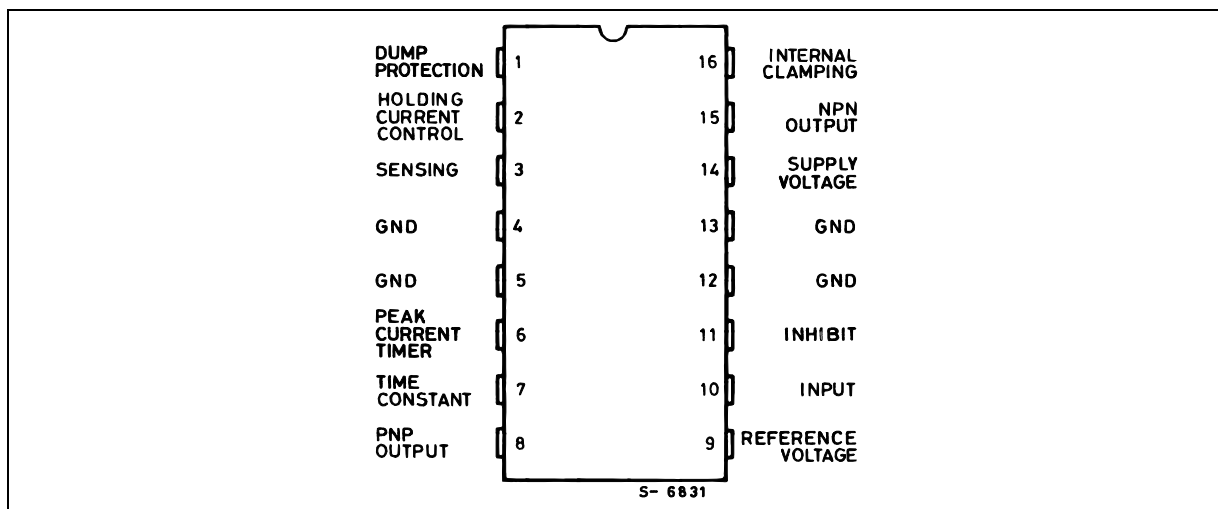 DUMP
PROTECTION
1
16
INTERNAL
CLAMPING
HOLDING
CURRENT
CONTROL
2
15
NPN
OUTPUT
SENSING
3
14
SUPPLY
VOLTAGE
GND
4
13
GND
GND
5
12
GND
PEAK
CURRENT
TIMER
6
11
INHIBIT
TIME
CONSTANT
7
10
INPUT
PNP
OUTPUT
8
9
REFERENCE
VOLTAGE
S- 6831